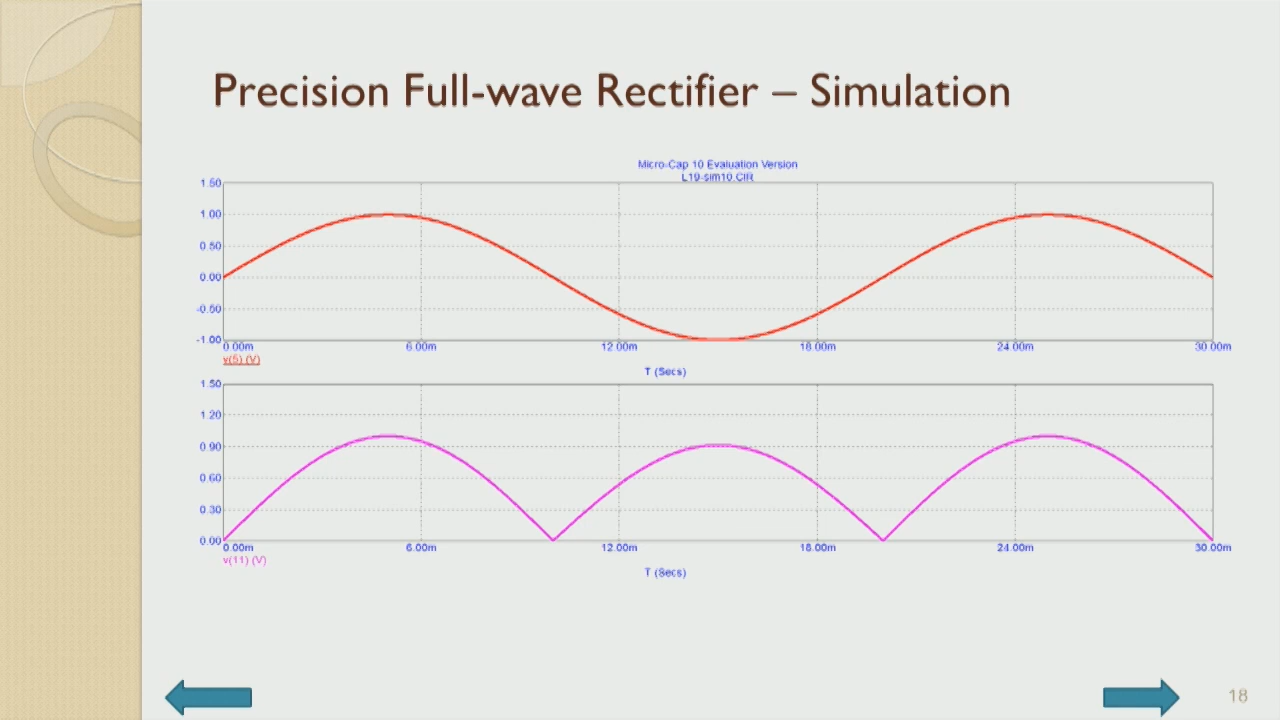 Precision Full-wave Rectifier – Simulation
Micro-Cap 10 Evaluation Version
L19-sim10.CIR
1.50
1.00
0.50
0.00
-0.50
-1.00
0.00m 6.00m 12.00m 18.00m 24.00m 30.00m
v(5) (V)
T (Secs)
1.50
1.20
0.90
0.60
0.30
0.00
0.00m 6.00m 12.00m 18.00m 24.00m 30.00m
v(11) (V)
T (Secs)
18